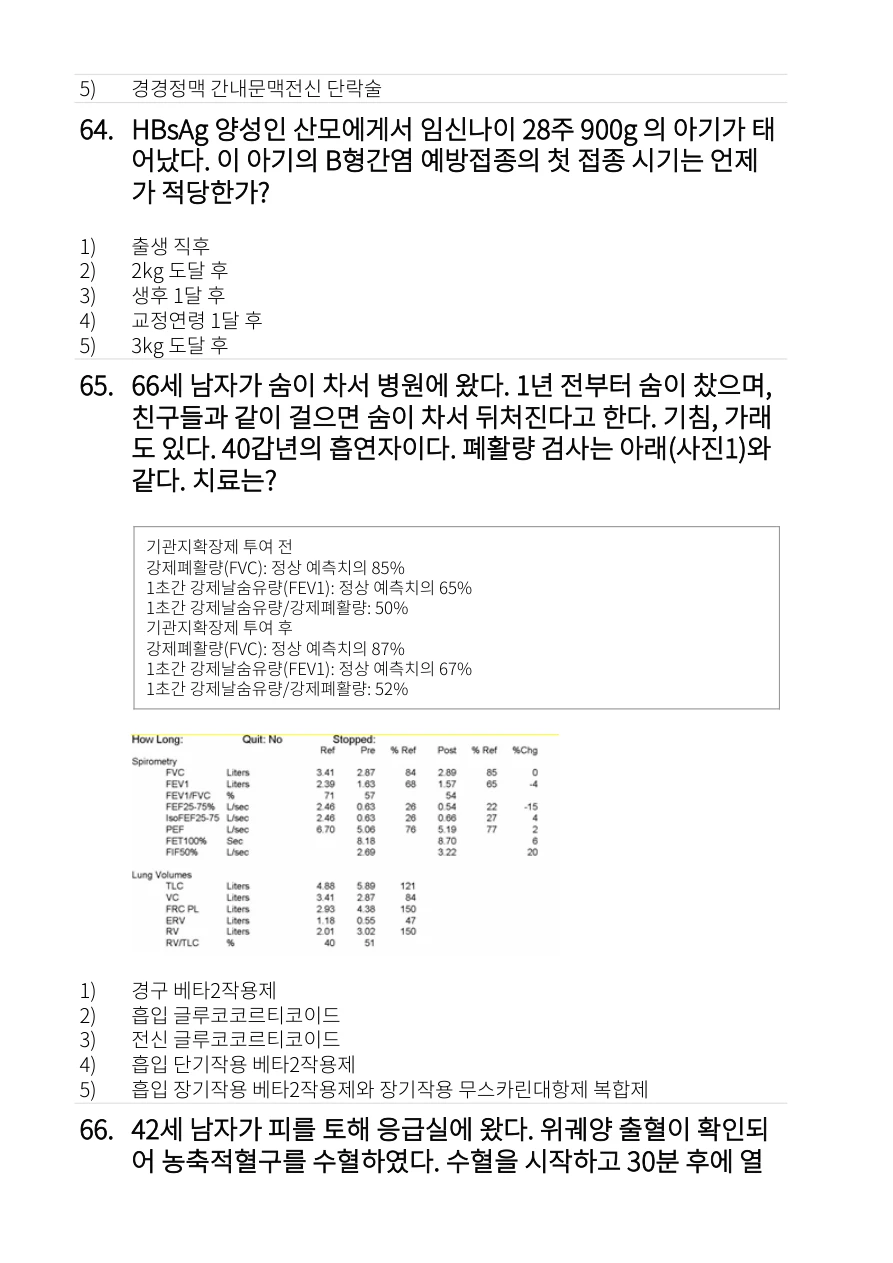 5) 경경정맥 간내문맥전신 단락술
64. HBsAg 양성인 산모에게서 임신나이 28주 900g 의 아기가 태
어났다. 이 아기의 B형간염 예방접종의 첫 접종 시기는 언제
가 적당한가?
1) 출생 직후
2) 2kg 도달 후
3) 생후 1달 후
4) 교정연령 1달 후
5) 3kg 도달 후
65. 66세 남자가 숨이 차서 병원에 왔다. 1년 전부터 숨이 찼으며,
친구들과 같이 걸으면 숨이 차서 뒤처진다고 한다. 기침, 가래
도 있다. 40갑년의 흡연자이다. 폐활량 검사는 아래(사진1)와
같다. 치료는?
기관지확장제 투여 전
강제폐활량(FVC): 정상 예측치의 85%
1초간 강제날숨유량(FEV1): 정상 예측치의 65%
1초간 강제날숨유량/강제폐활량: 50%
기관지확장제 투여 후
강제폐활량(FVC): 정상 예측치의 87%
1초간 강제날숨유량(FEV1): 정상 예측치의 67%
1초간 강제날숨유량/강제폐활량: 52%
How Long: Quit: No Stopped:
Ref Pre % Ref Post % Ref %Chg
Spirometry
FVC Liters 3.41 2.87 84 2.89 85 0
FEV1 Liters 2.39 1.63 68 1.57 65 -4
FEV1/FVC % 71 57 54
FEF25-75% L/sec 2.46 0.63 26 0.54 22 -15
IsoFEF25-75 L/sec 2.46 0.63 26 0.66 27 4
PEF L/sec 6.70 5.06 76 5.19 77 2
FET100% Sec 8.18 8.70 6
FIF50% L/sec 2.69 3.22 20
Lung Volumes
TLC Liters 4.88 5.89 121
VC Liters 3.41 2.87 84
FRC PL Liters 2.93 4.38 150
ERV Liters 1.18 0.55 47
RV Liters 2.01 3.02 150
RV/TLC % 40 51
1) 경구 베타2작용제
2) 흡입 글루코코르티코이드
3) 전신 글루코코르티코이드
4) 흡입 단기작용 베타2작용제
5) 흡입 장기작용 베타2작용제와 장기작용 무스카린대항제 복합제
66. 42세 남자가 피를 토해 응급실에 왔다. 위궤양 출혈이 확인되
어 농축적혈구를 수혈하였다. 수혈을 시작하고 30분 후에 열